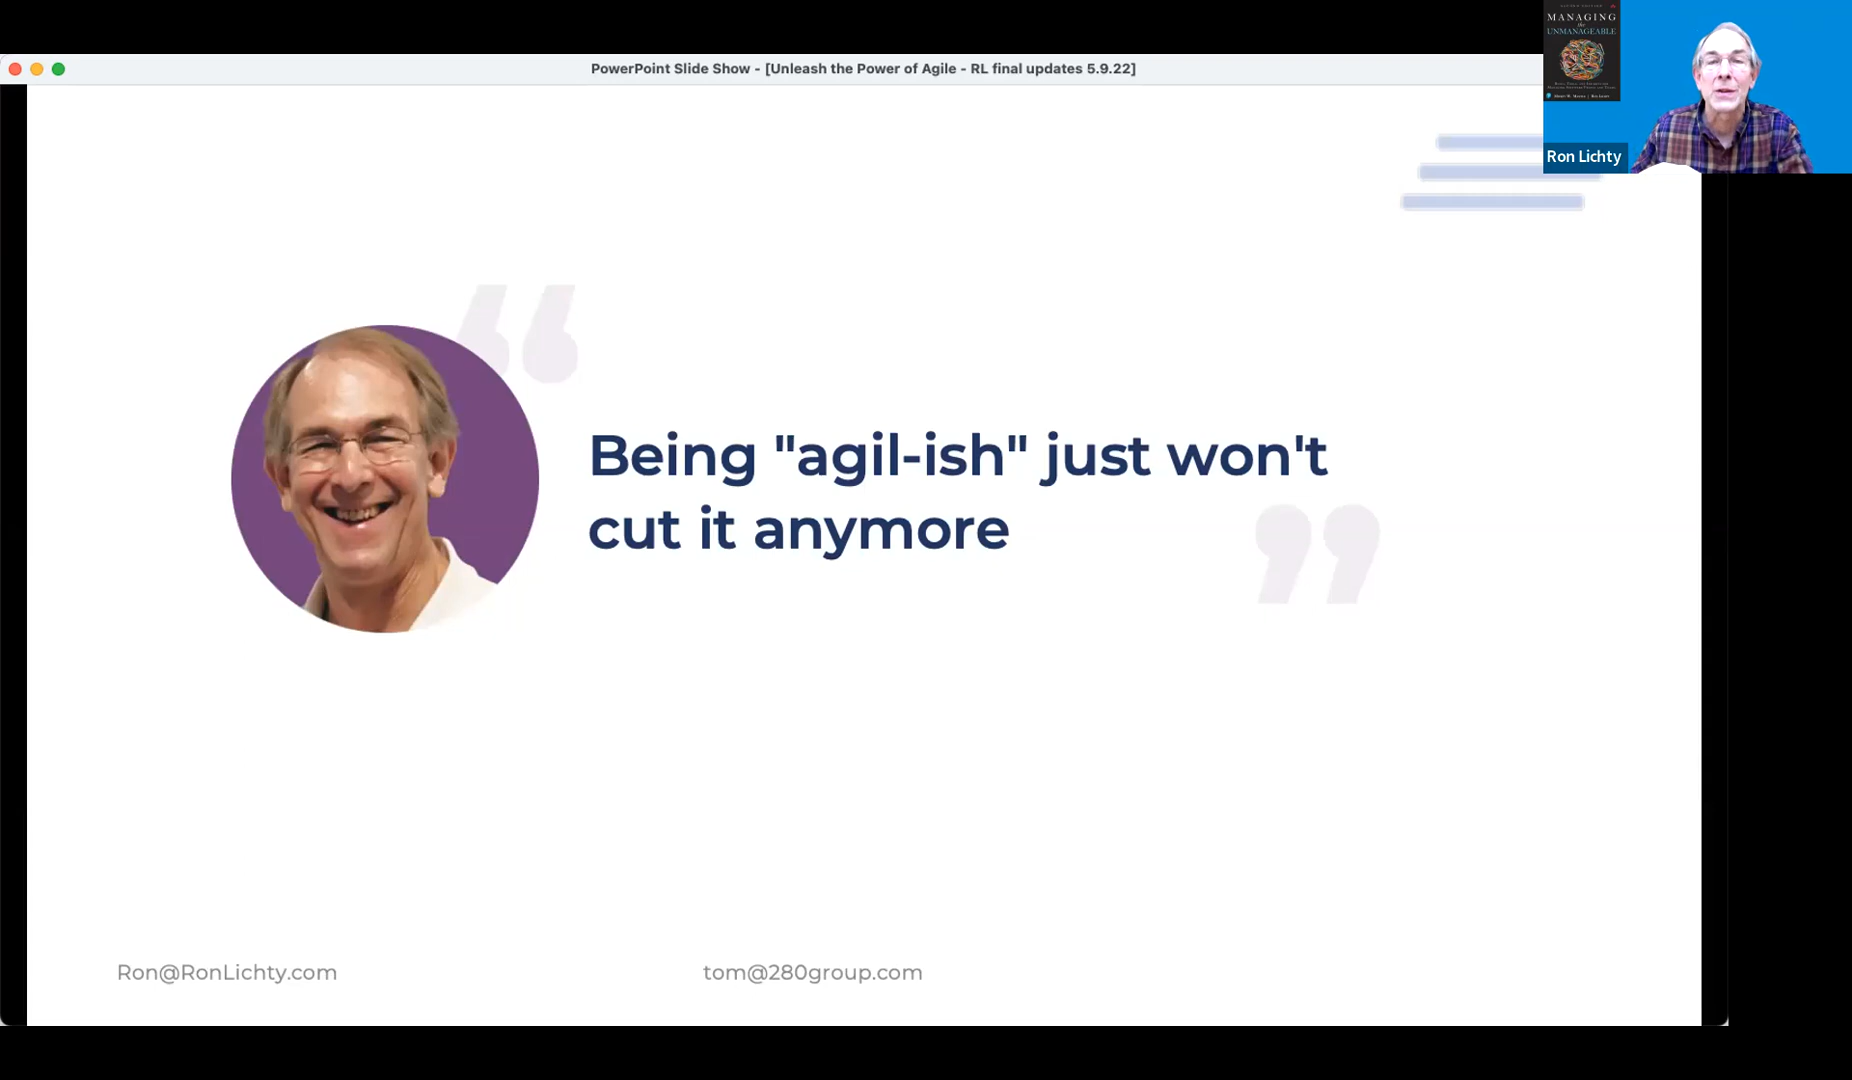 PowerPoint Slide Show - [Unleash the Power of Agile - RL final updates 5.9.22]
MANAGING
the
UNMANAGEABLE
Ron Lichty
“
Being "agil-ish" just won't
cut it anymore
”
Ron@RonLichty.com
tom@280group.com